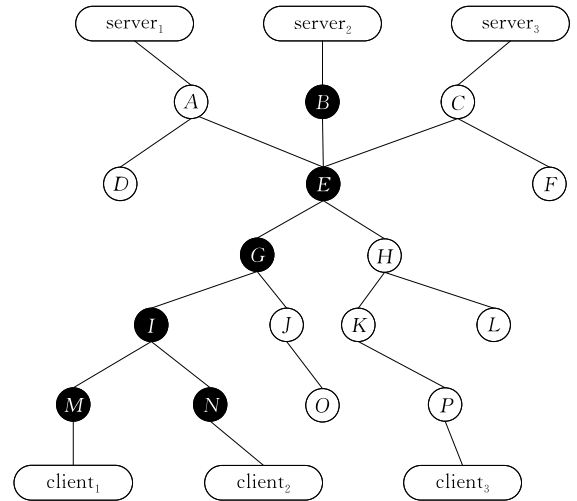 server₁ server₂ server₃
A B C
D E F
G H
I J K L
M N O P
client₁ client₂ client₃